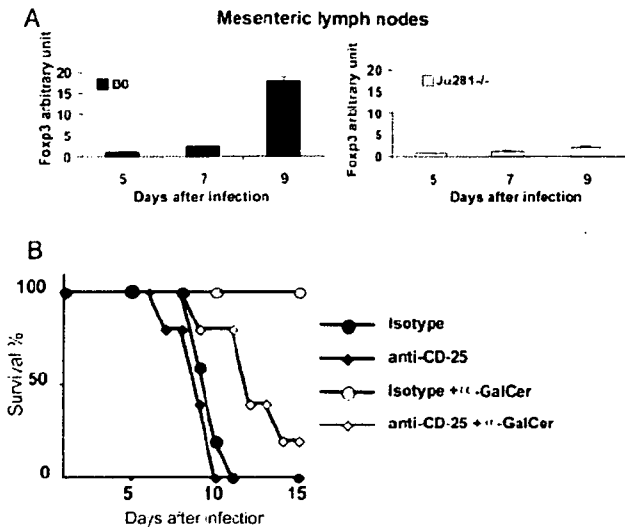 A
Mesenteric lymph nodes
Foxp3 arbitrary unit
20
15
10
5
0
B6
5 7 9
Days after infection
Foxp3 arbitrary unit
20
15
10
5
0
Jα281-/-
5 7 9
Days after infection
B
Survival %
100
50
0
5 10 15
Days after infection
Isotype
anti-CD-25
Isotype + α-GalCer
anti-CD-25 + α-GalCer